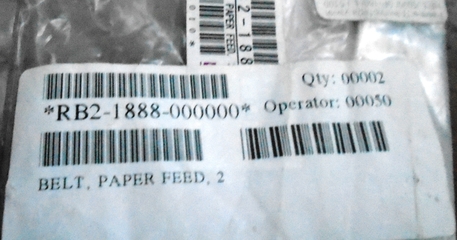 2-188
PAPER FEED,
Qty: 00002
*RB2-1888-000000*
Operator: 00050
BELT, PAPER FEED, 2